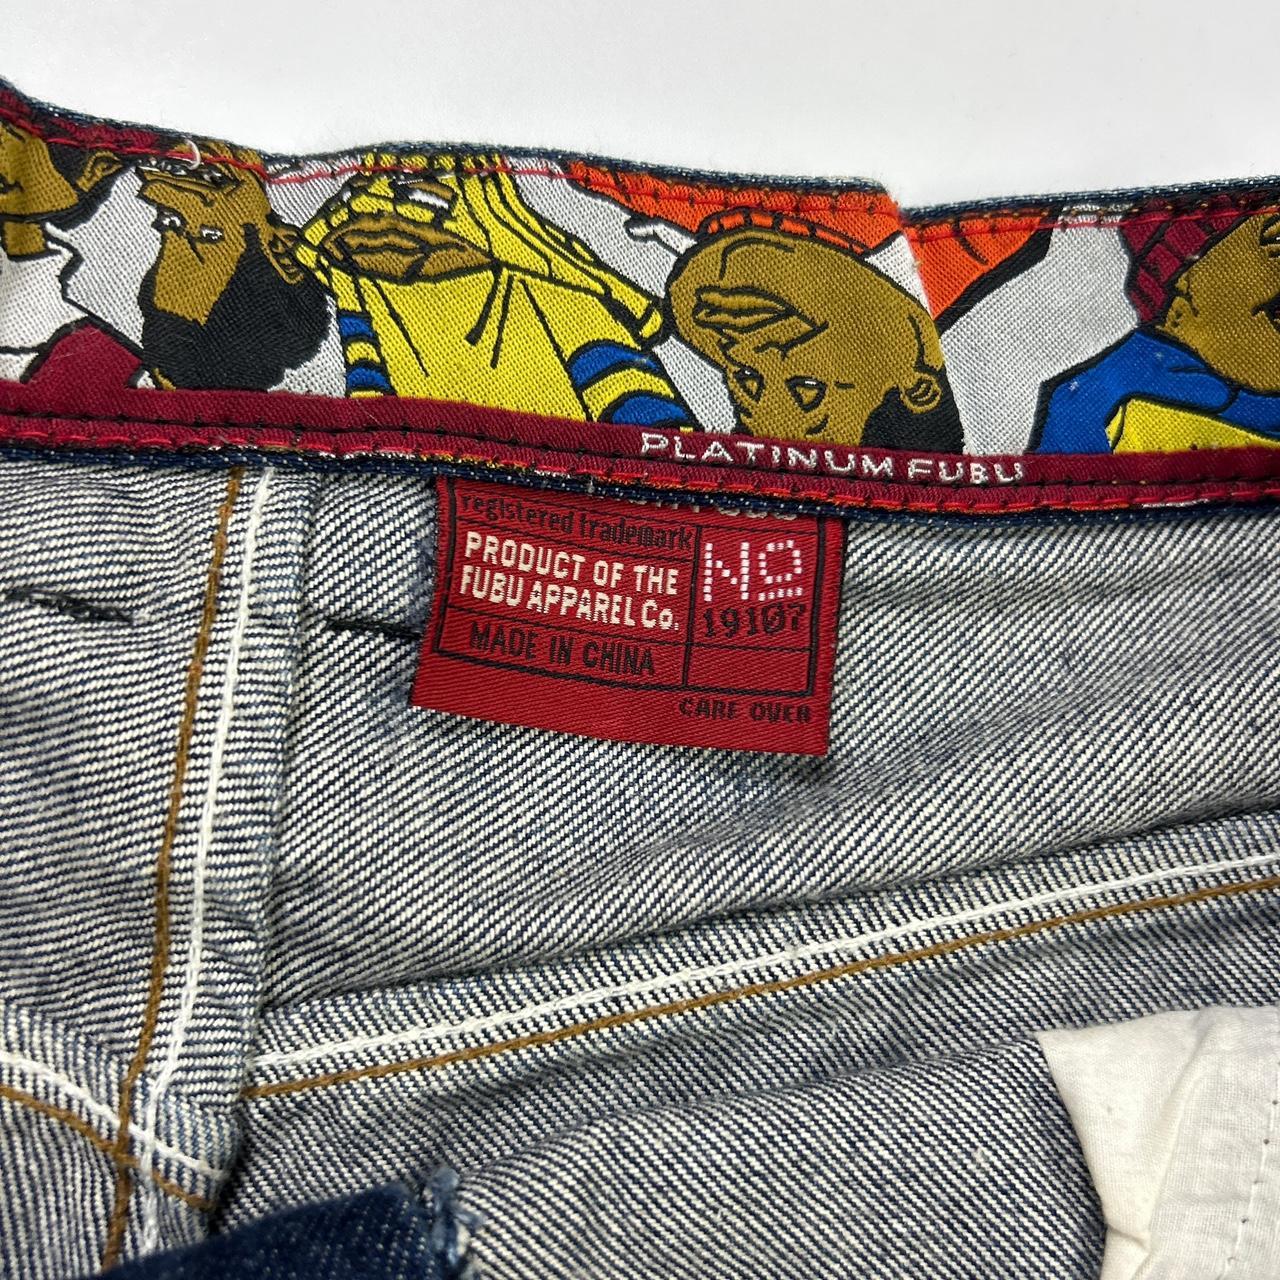 PLATINUM FUBU
registered trademark
PRODUCT OF THE
FUBU APPAREL Co.
MADE IN CHINA
NO
19107
CARE OVER